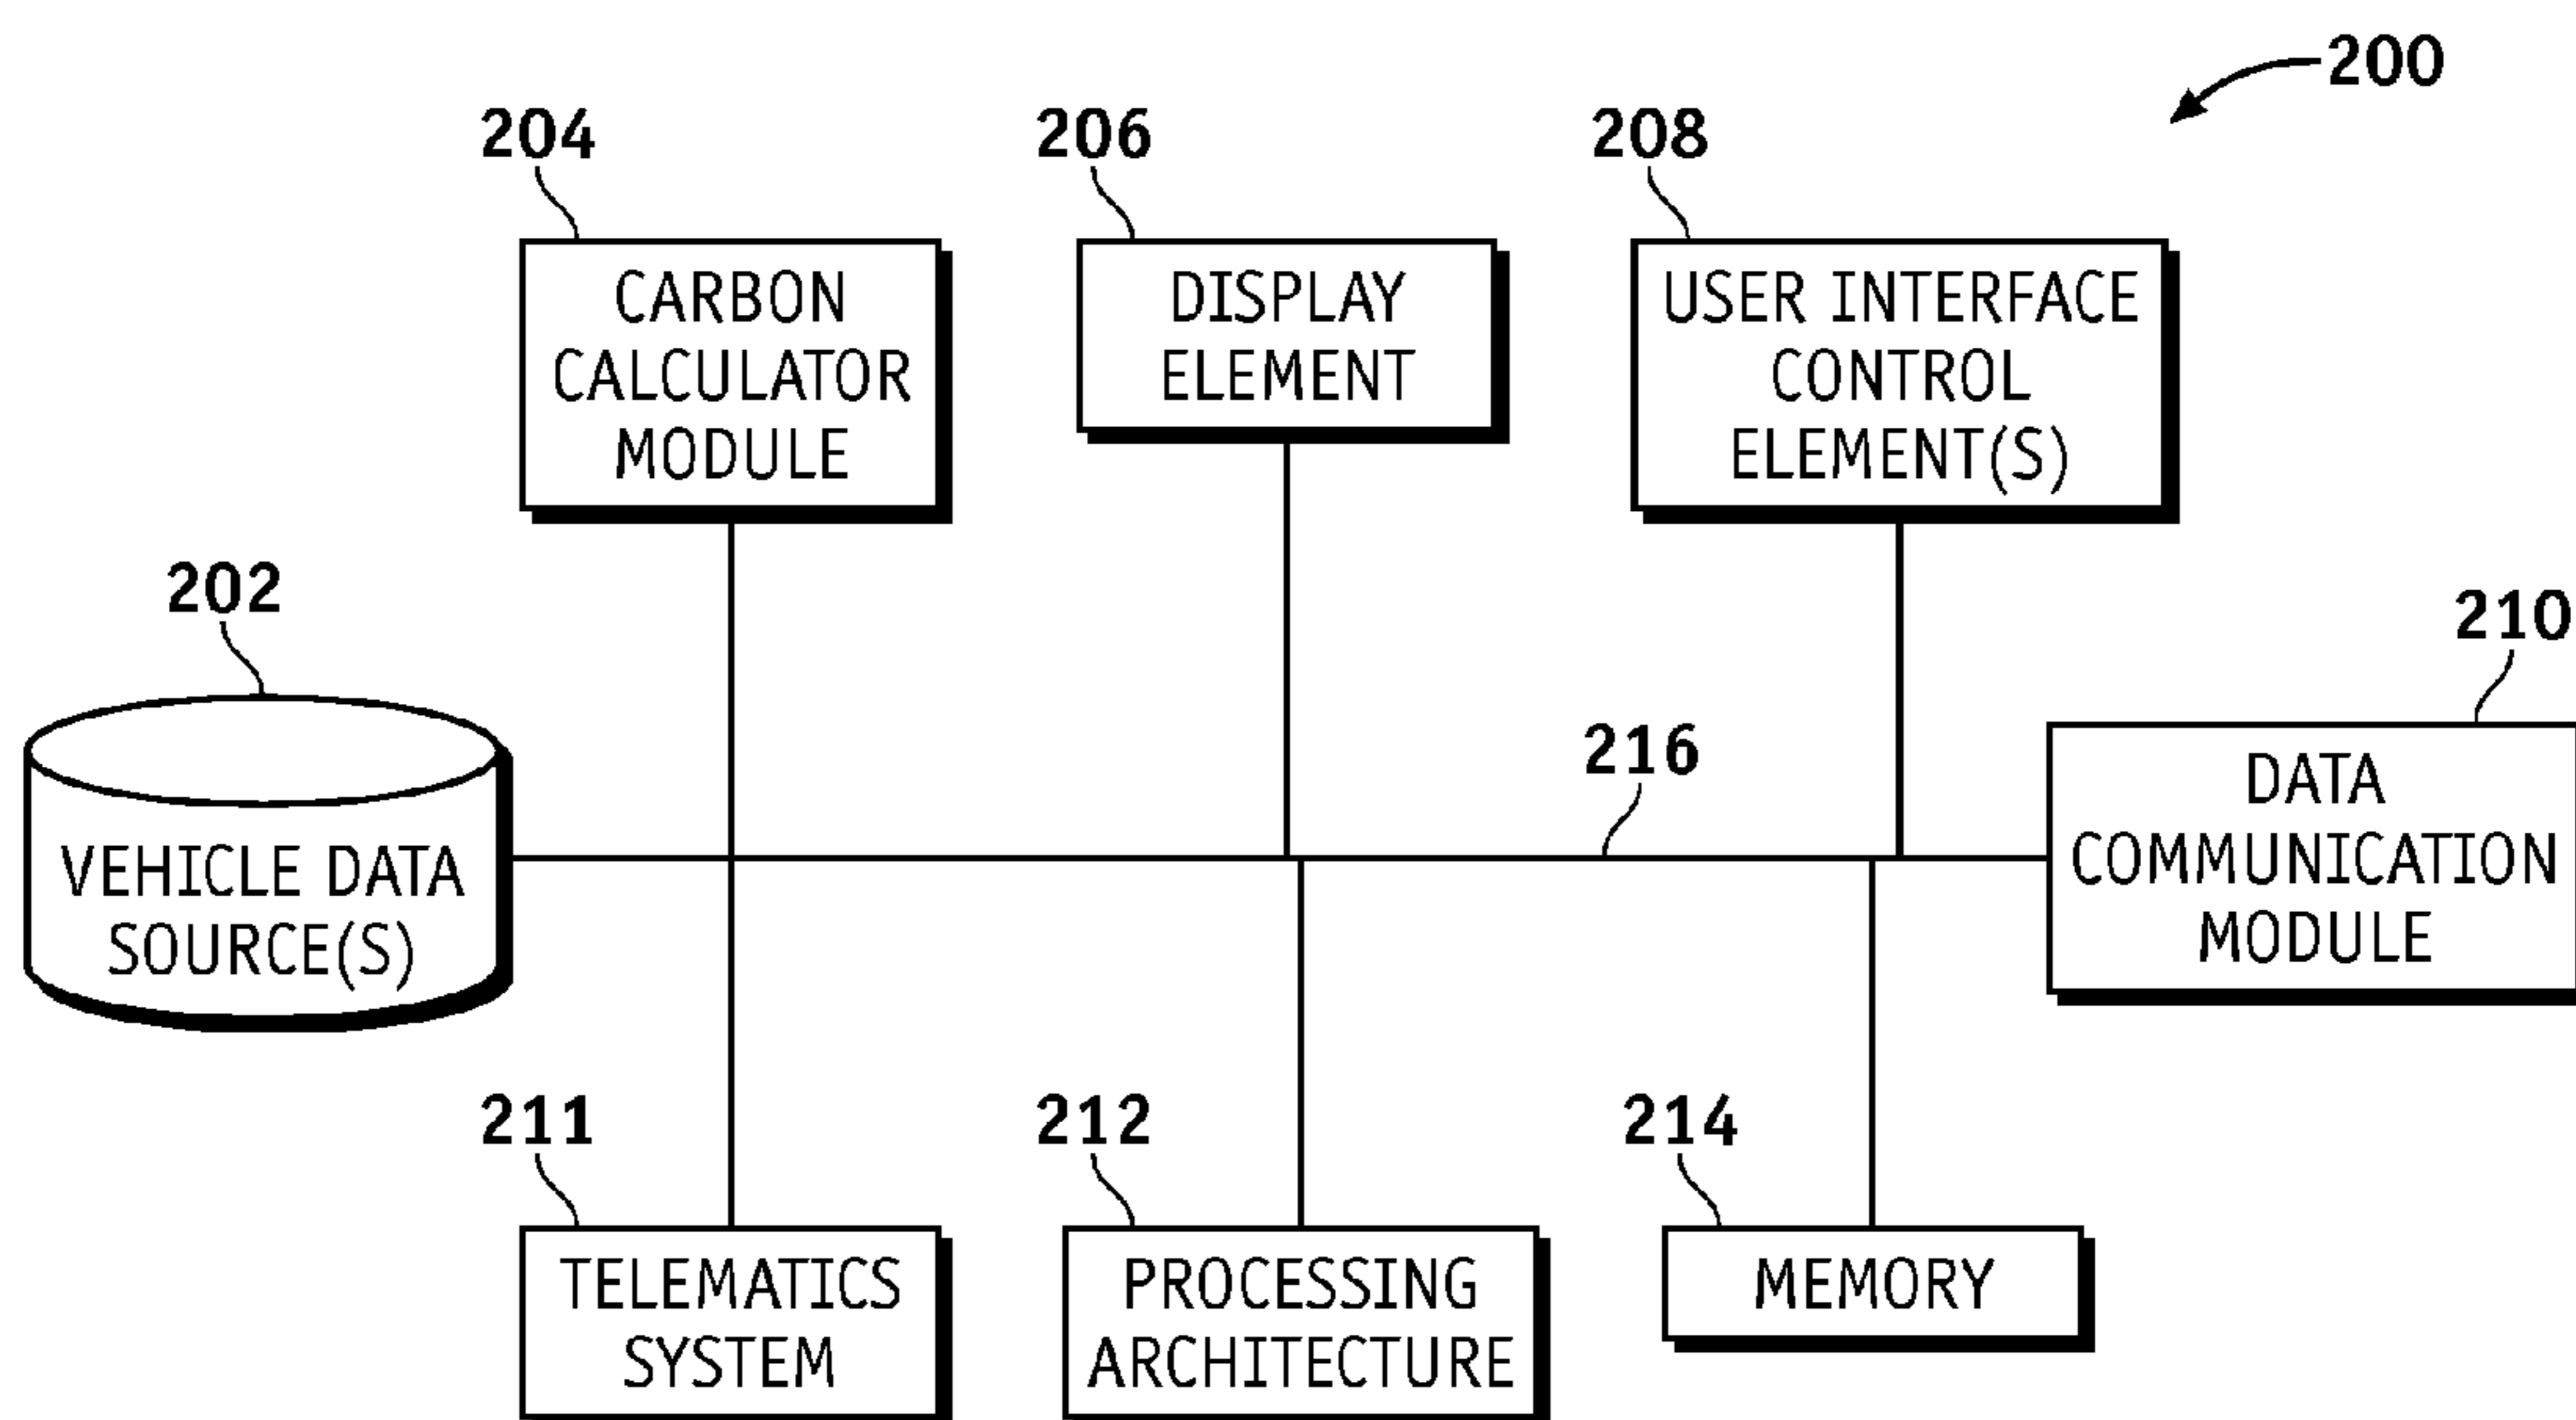 200
204
206
208
CARBON
CALCULATOR
MODULE
DISPLAY
ELEMENT
USER INTERFACE
CONTROL
ELEMENT(S)
202
210
216
VEHICLE DATA
SOURCE(S)
DATA
COMMUNICATION
MODULE
211
212
214
TELEMATICS
SYSTEM
PROCESSING
ARCHITECTURE
MEMORY